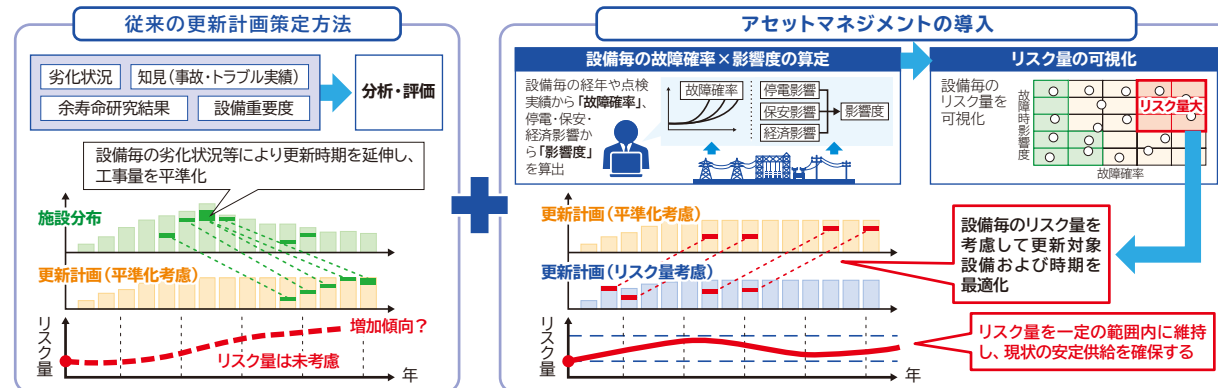 従来の更新計画策定方法
劣化状況
知見（事故・トラブル実績）
余寿命研究結果
設備重要度
分析・評価
設備毎の劣化状況等により更新時期を延伸し、
工事量を平準化
施設分布
更新計画（平準化考慮）
リスク量
増加傾向？
リスク量は未考慮
年
アセットマネジメントの導入
設備毎の故障確率×影響度の算定
設備毎の経年や点検
実績から「故障確率」、
停電・保安・
経済影響か
ら「影響度」
を算出
故障確率
停電影響
保安影響
経済影響
影響度
リスク量の可視化
設備毎の
リスク量を
可視化
故障時影響度
リスク量大
故障確率
更新計画（平準化考慮）
更新計画（リスク量考慮）
設備毎のリスク量を
考慮して更新対象
設備および時期を
最適化
リスク量
年
リスク量を一定の範囲内に維持
し、現状の安定供給を確保する